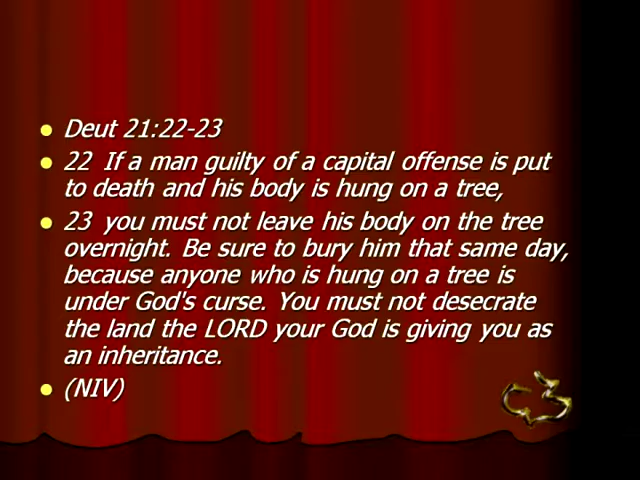 Deut 21:22-23
22 If a man guilty of a capital offense is put
to death and his body is hung on a tree,
23 you must not leave his body on the tree
overnight. Be sure to bury him that same day,
because anyone who is hung on a tree is
under God's curse. You must not desecrate
the land the LORD your God is giving you as
an inheritance.
(NIV)
C3